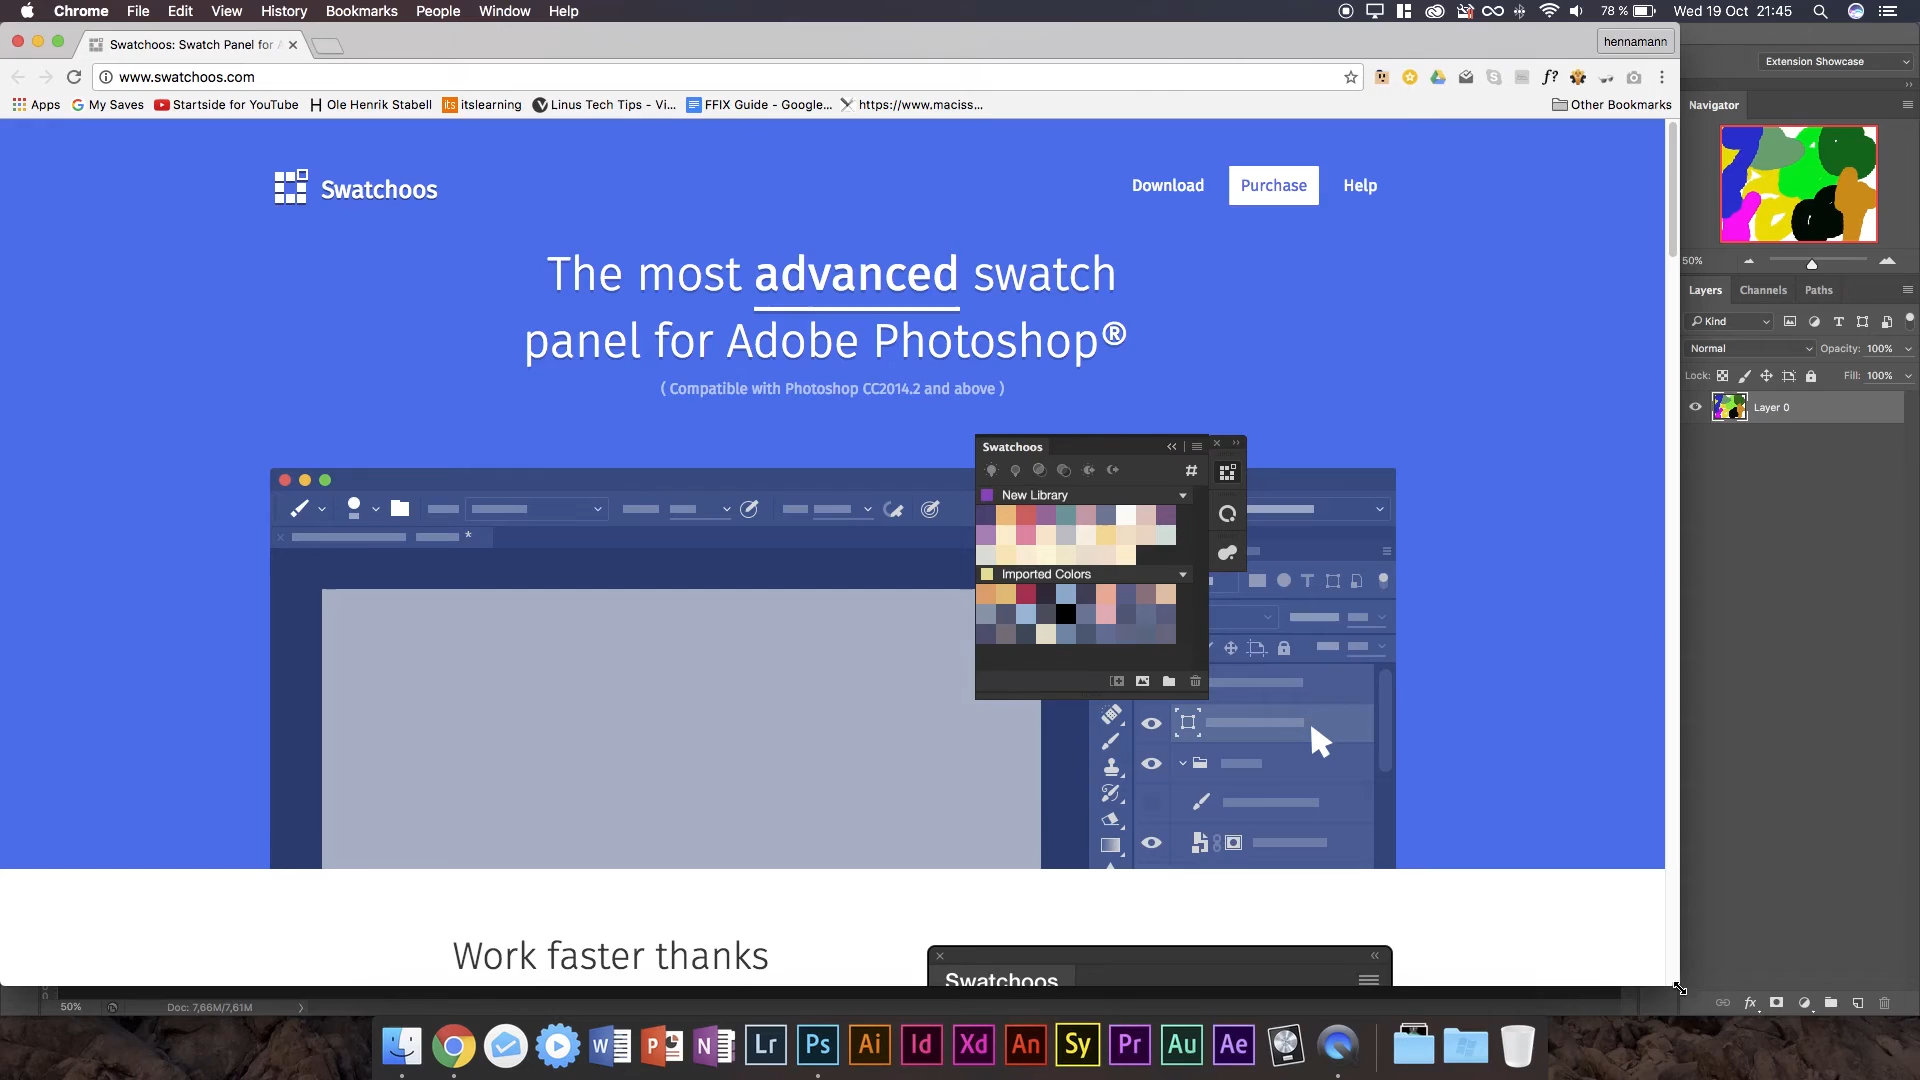 Chrome File Edit View History Bookmarks People Window Help
78 % Wed 19 Oct 21:45
Swatchoos: Swatch Panel for A
hennamann
www.swatchoos.com
f?
Apps My Saves Startside for YouTube Ole Henrik Stabell itslearning Linus Tech Tips - Vi... FFIX Guide - Google... https://www.maciss... Other Bookmarks
Swatchoos
Download Purchase Help
The most advanced swatch
panel for Adobe Photoshop®
( Compatible with Photoshop CC2014.2 and above )
Swatchoos
#
New Library
Imported Colors
Work faster thanks
Swatchoos
Extension Showcase
Navigator
50%
Layers Channels Paths
Kind
Normal Opacity: 100%
Lock: Fill: 100%
Layer 0
50% Doc: 7,66M/7,61M
fx
W P N Lr Ps Ai Id Xd An Sy Pr Au Ae